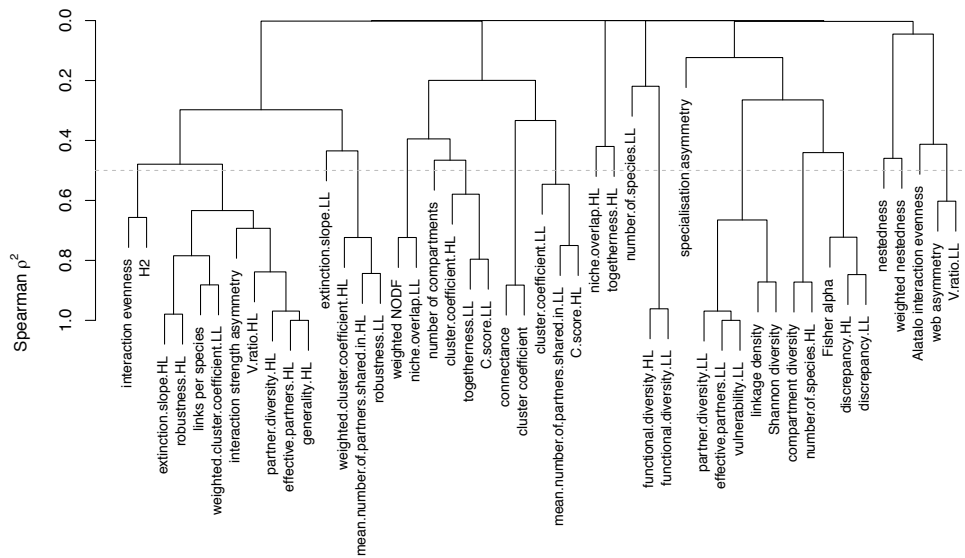 Spearman ρ²
0.0
0.2
0.4
0.6
0.8
1.0
interaction evenness
H2
extinction.slope.HL
robustness.HL
links per species
weighted.cluster.coefficient.LL
interaction strength asymmetry
V.ratio.HL
partner.diversity.HL
effective.partners.HL
generality.HL
extinction.slope.LL
weighted.cluster.coefficient.HL
mean.number.of.partners.shared.in.HL
robustness.LL
weighted NODF
niche.overlap.LL
number of compartments
cluster.coefficient.HL
togetherness.LL
C.score.LL
connectance
cluster coefficient
cluster.coefficient.LL
mean.number.of.partners.shared.in.LL
C.score.HL
niche.overlap.HL
togetherness.HL
number.of.species.LL
functional.diversity.HL
functional.diversity.LL
specialisation asymmetry
partner.diversity.LL
effective.partners.LL
vulnerability.LL
linkage density
Shannon diversity
compartment diversity
number.of.species.HL
Fisher alpha
discrepancy.HL
discrepancy.LL
nestedness
weighted nestedness
Alatalo interaction evenness
web asymmetry
V.ratio.LL